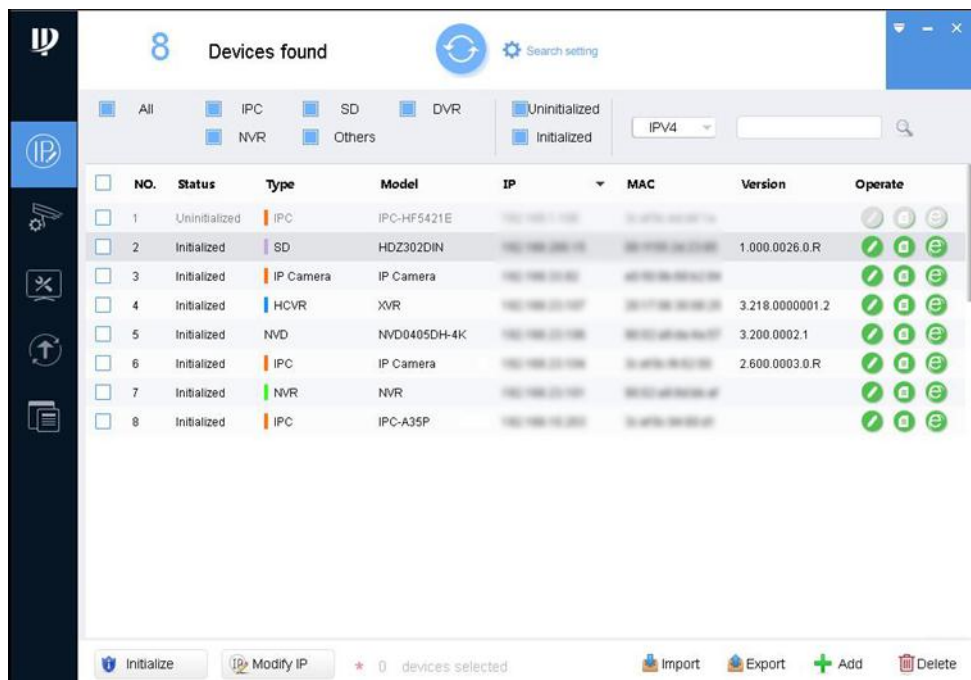 8 Devices found Search setting
All IPC SD DVR Uninitialized
NVR Others Initialized
IPV4
NO. Status Type Model IP MAC Version Operate
1 Uninitialized IPC IPC-HF5421E
2 Initialized SD HDZ302DIN 1.000.0026.0.R
3 Initialized IP Camera IP Camera
4 Initialized HCVR XVR 3.218.0000001.2
5 Initialized NVD NVD0405DH-4K 3.200.0002.1
6 Initialized IPC IP Camera 2.600.0003.0.R
7 Initialized NVR NVR
8 Initialized IPC IPC-A35P
Initialize Modify IP * 0 devices selected Import Export Add Delete